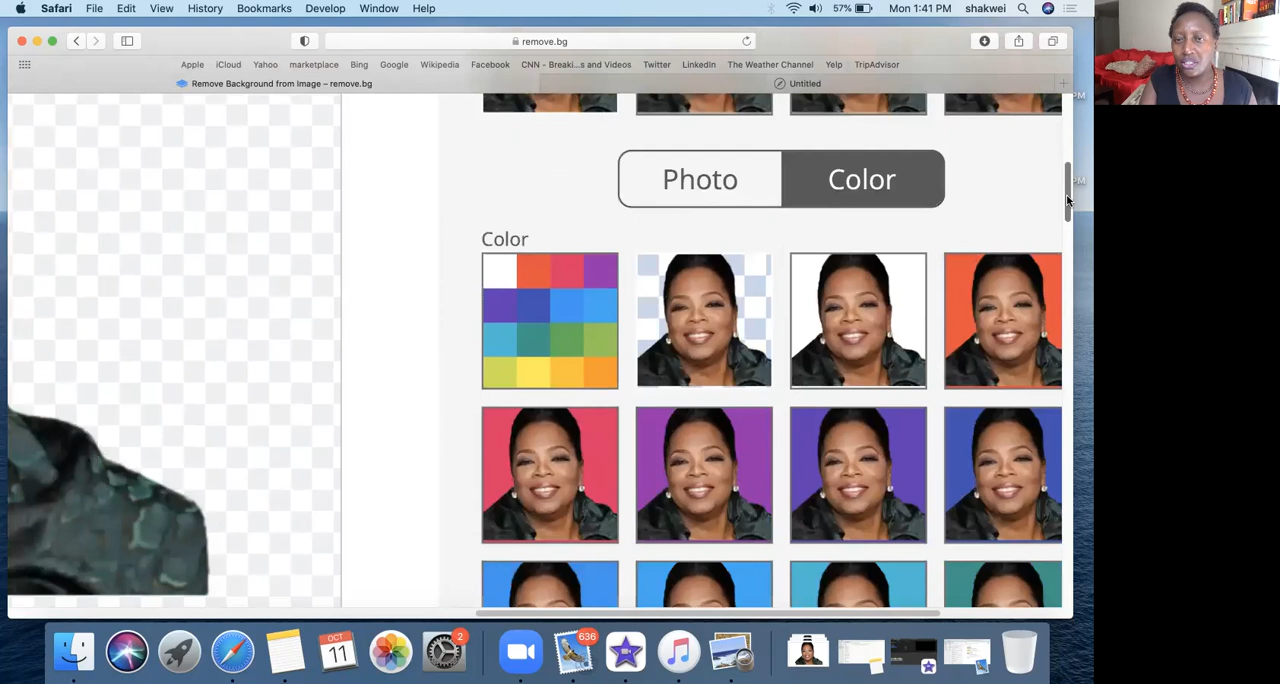 Safari File Edit View History Bookmarks Develop Window Help 57% Mon 1:41 PM shakwei
remove.bg
Apple iCloud Yahoo marketplace Bing Google Wikipedia Facebook CNN - Breaki...s and Videos Twitter LinkedIn The Weather Channel Yelp TripAdvisor
Remove Background from Image – remove.bg Untitled
PM
Photo Color
PM
Color
OCT 2 636
11